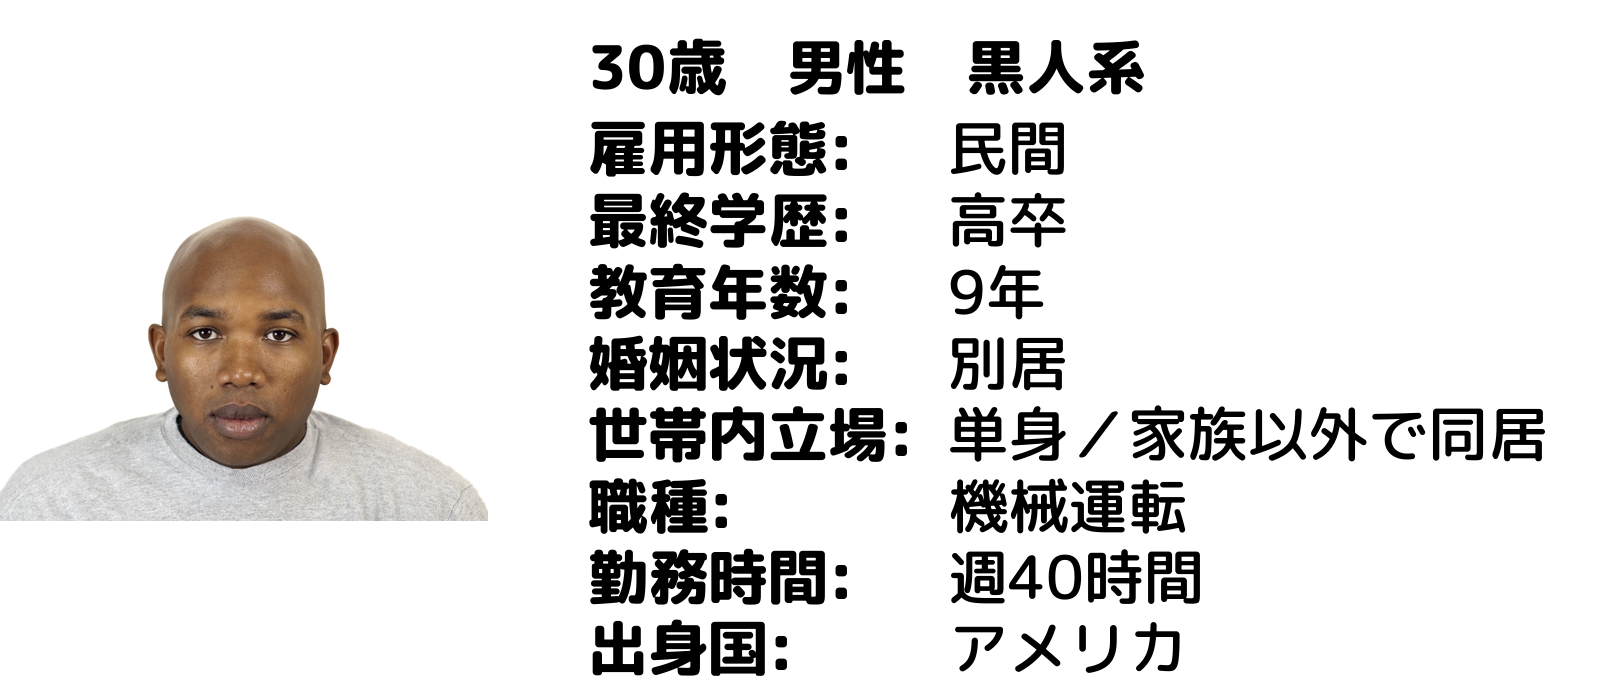 30歳　男性　黒人系
雇用形態:　民間
最終学歴:　高卒
教育年数:　9年
婚姻状況:　別居
世帯内立場:　単身／家族以外で同居
職種:　機械運転
勤務時間:　週40時間
出身国:　アメリカ